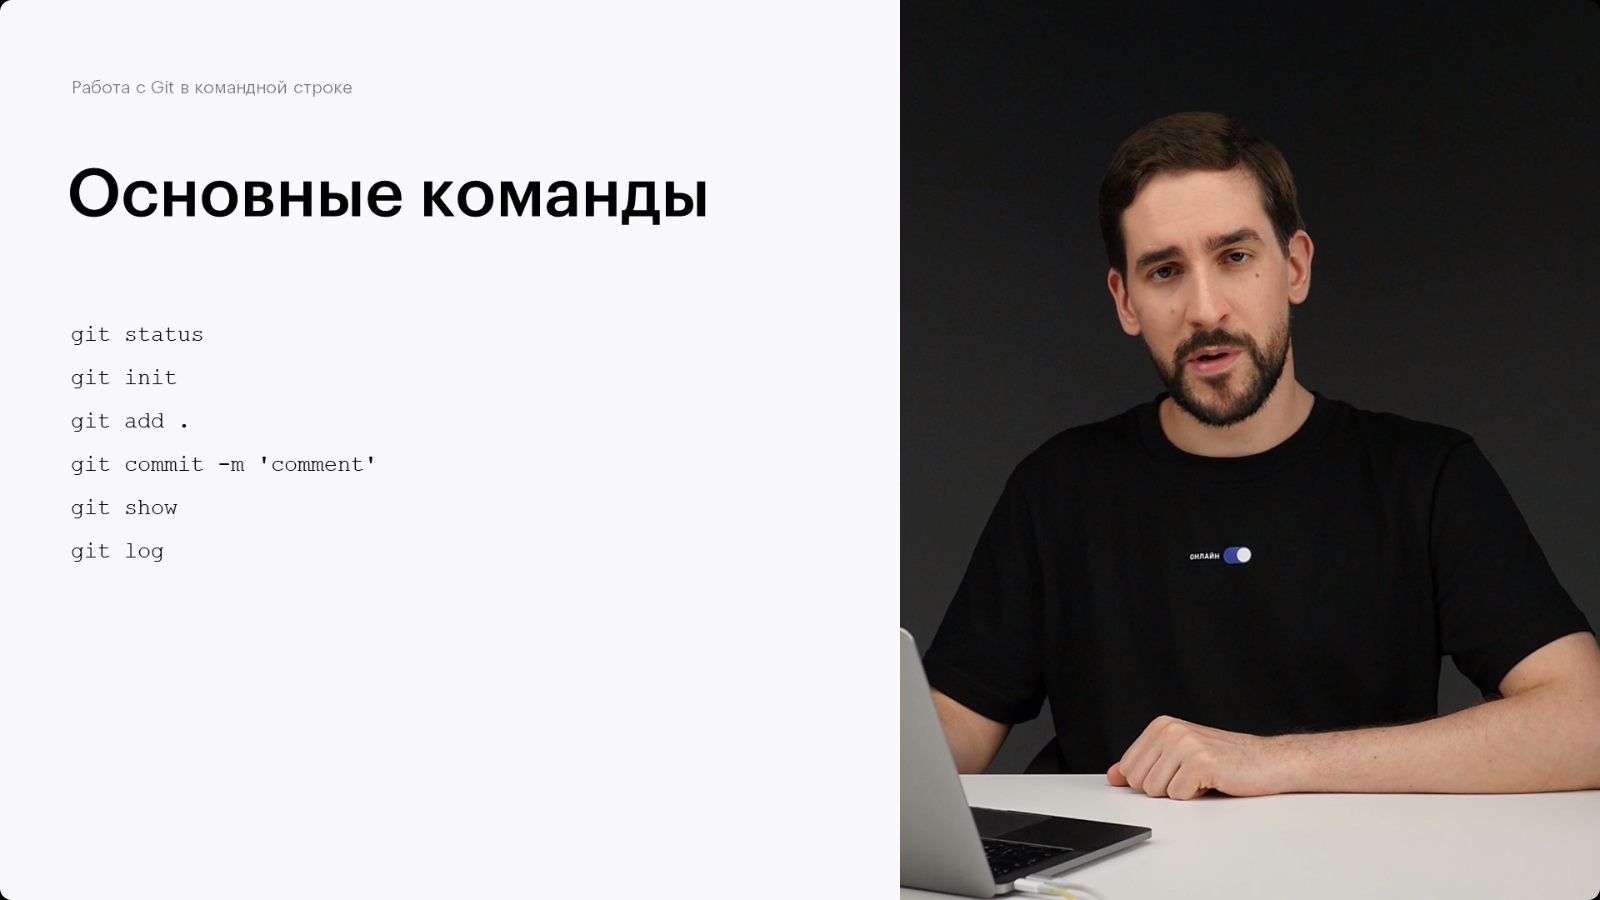 Работа с Git в командной строке
Основные команды
git status
git init
git add .
git commit -m 'comment'
git show
git log
ОНЛАЙН